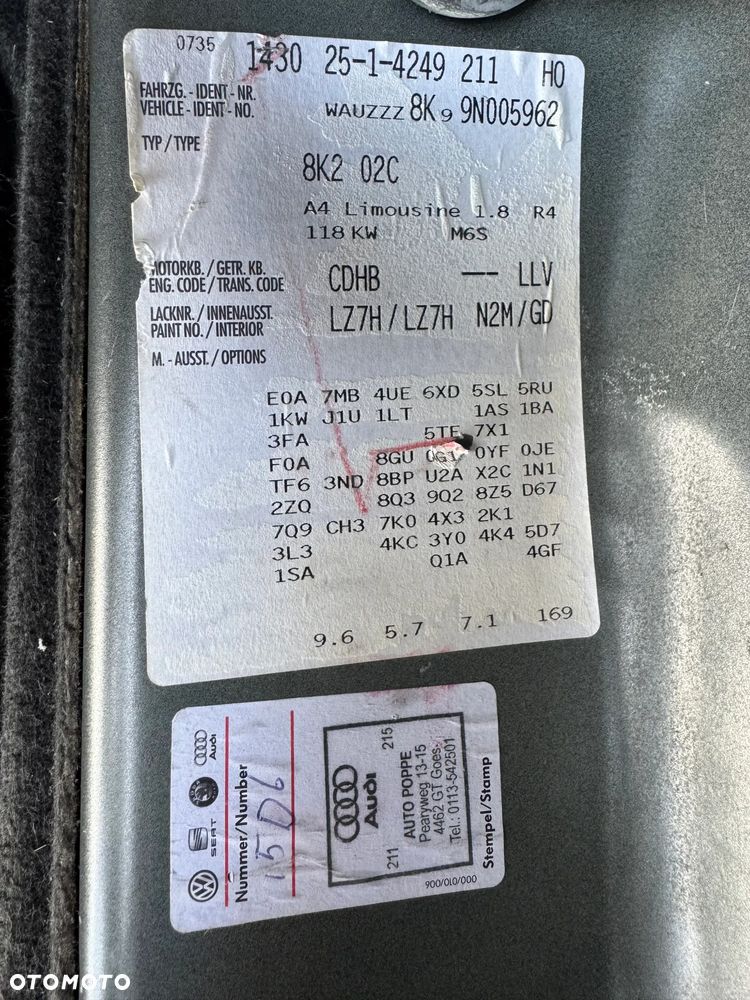 0735 1430 25-1-4249 211 H0
FAHRZG. - IDENT - NR.
VEHICLE - IDENT - NO. WAUZZZ 8K9 9N005962
TYP / TYPE
8K2 02C
A4 Limousine 1.8 R4
118 KW M6S
MOTORKB. / GETR. KB.
ENG. CODE / TRANS. CODE CDHB --- LLV
LACKNR. / INNENAUSST.
PAINT NO. / INTERIOR LZ7H / LZ7H N2M / GD
M. - AUSST. / OPTIONS
E0A 7MB 4UE 6XD 5SL 5RU
1KW J1U 1LT 1AS 1BA
3FA 5TE 7X1
F0A 8GU 0G1 0YF 0JE
TF6 3ND 8BP U2A X2C 1N1
2ZQ 8Q3 9Q2 8Z5 D67
7Q9 CH3 7K0 4X3 2K1
3L3 4KC 3Y0 4K4 5D7
1SA Q1A 4GF
9.6 5.7 7.1 169
SEAT
Audi
Nummer/Number
Audi
211 215
AUTO POPPE
Pearyweg 13-15
4462 GT Goes
Tel.: 0113-542501
Stempel/Stamp
900/010/000
OTOMOTO